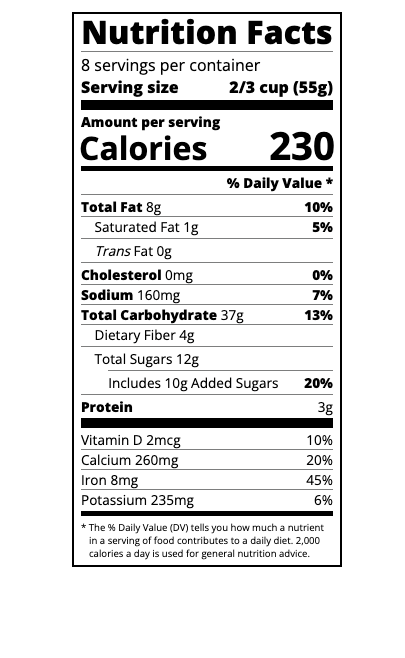 Nutrition Facts
8 servings per container
Serving size 2/3 cup (55g)
Amount per serving
Calories 230
% Daily Value *
Total Fat 8g 10%
Saturated Fat 1g 5%
Trans Fat 0g
Cholesterol 0mg 0%
Sodium 160mg 7%
Total Carbohydrate 37g 13%
Dietary Fiber 4g
Total Sugars 12g
Includes 10g Added Sugars 20%
Protein 3g
Vitamin D 2mcg 10%
Calcium 260mg 20%
Iron 8mg 45%
Potassium 235mg 6%
* The % Daily Value (DV) tells you how much a nutrient
in a serving of food contributes to a daily diet. 2,000
calories a day is used for general nutrition advice.